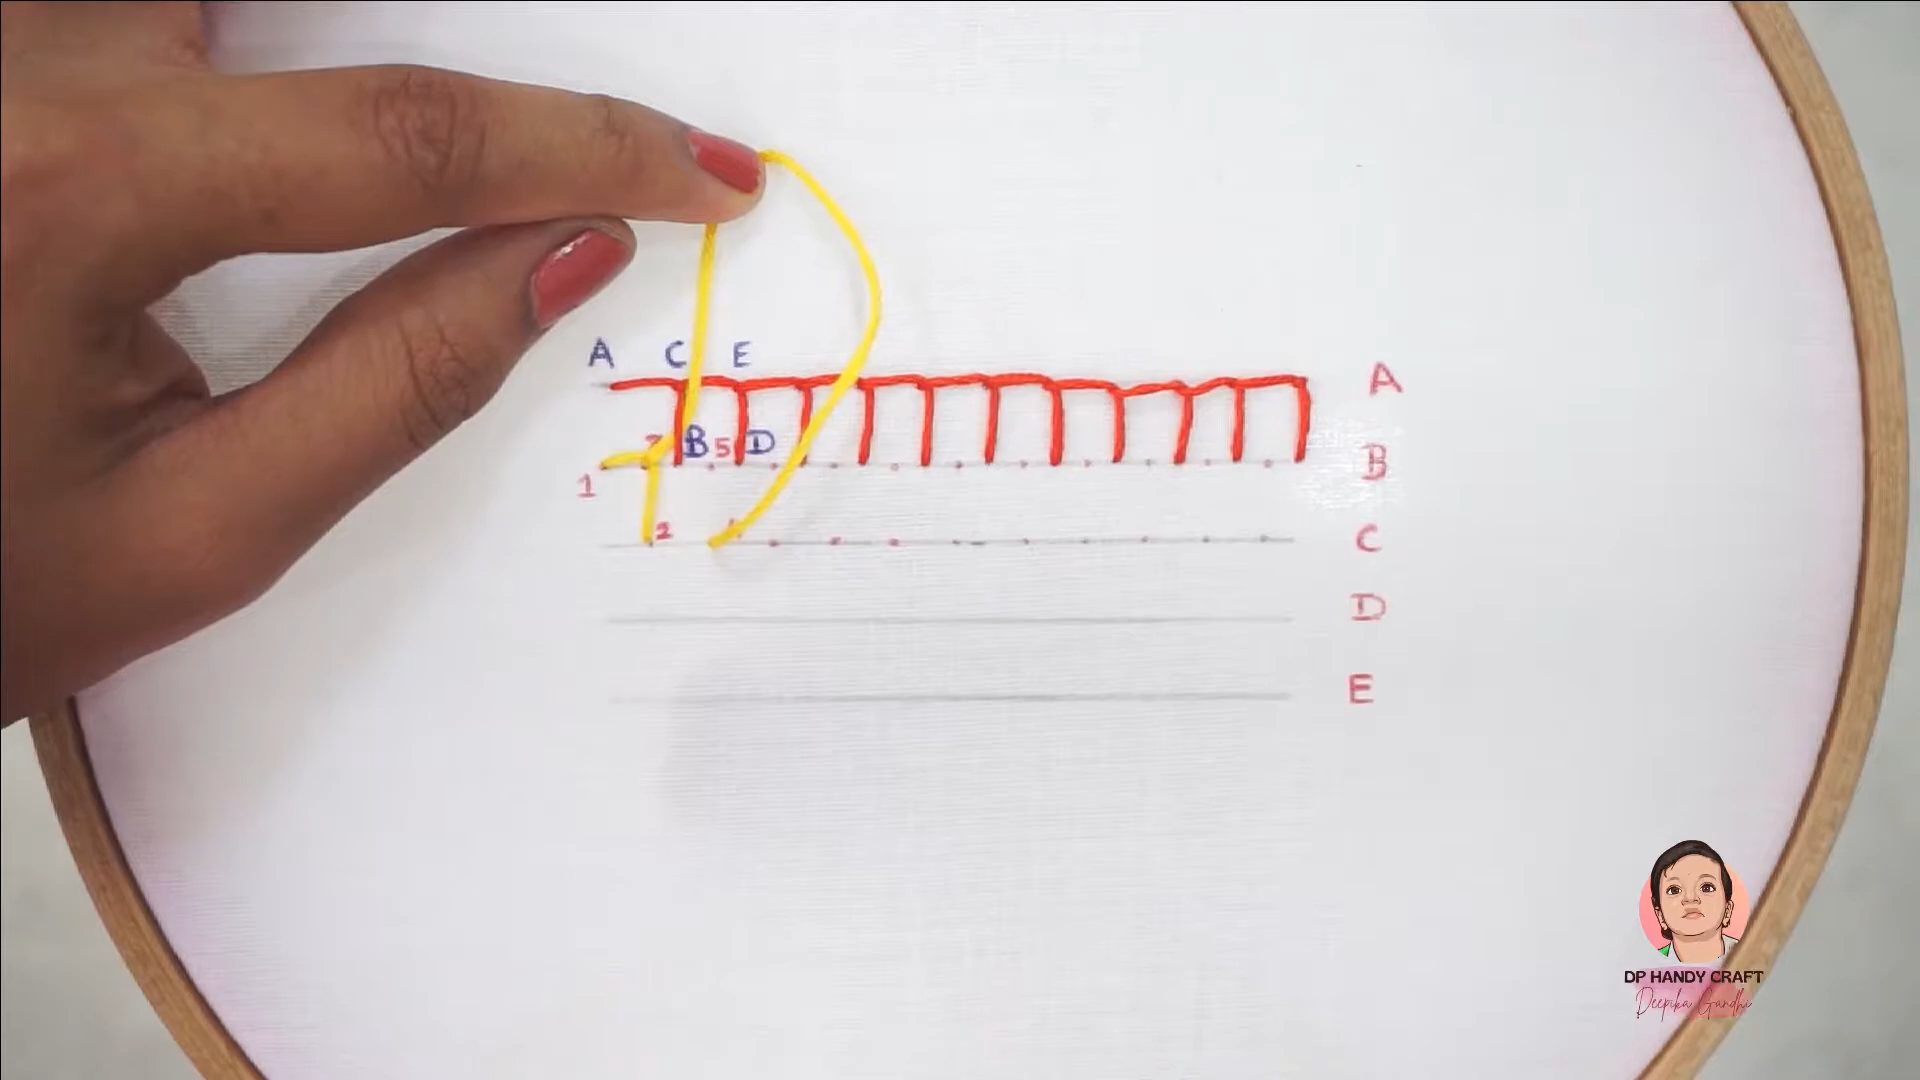 A C E A
B 5 D B
1
2 C
D
E
DP HANDY CRAFT
Deepika Gandhi